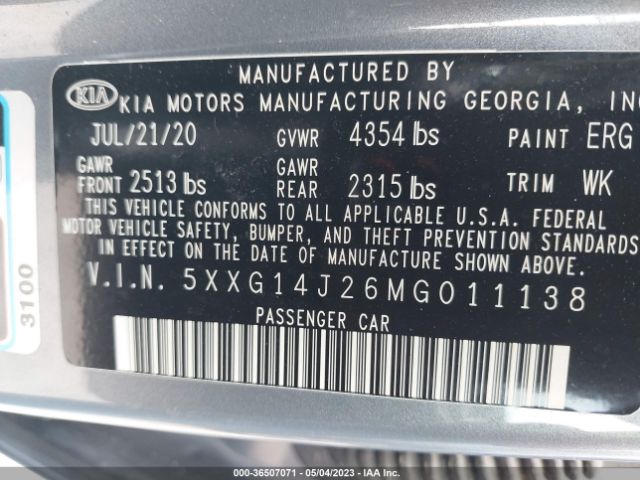 MANUFACTURED BY
KIA KIA MOTORS MANUFACTURING GEORGIA, INC
JUL/21/20 GVWR 4354 lbs PAINT ERG
GAWR FRONT 2513 lbs GAWR REAR 2315 lbs TRIM WK
THIS VEHICLE CONFORMS TO ALL APPLICABLE U.S.A. FEDERAL
MOTOR VEHICLE SAFETY, BUMPER, AND THEFT PREVENTION STANDARDS
IN EFFECT ON THE DATE OF MANUFACTURE SHOWN ABOVE.
V.I.N. 5XXG14J26MG011138
PASSENGER CAR
3100
000-36507071 - 05/04/2023 - IAA Inc.